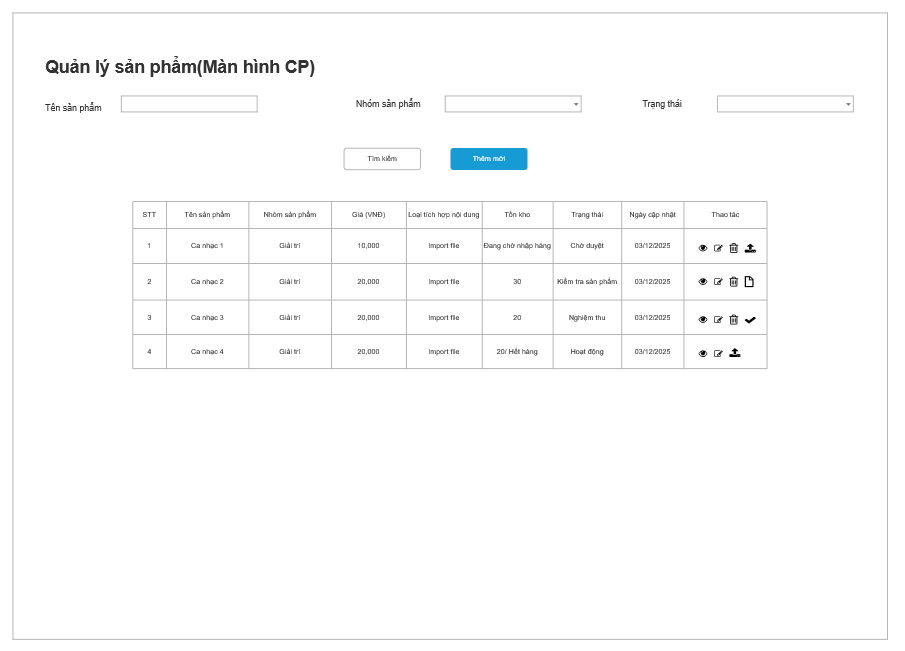 Quản lý sản phẩm(Màn hình CP)
Tên sản phẩm
Nhóm sản phẩm
Trạng thái
Tìm kiếm
Thêm mới
STT Tên sản phẩm Nhóm sản phẩm Giá (VNĐ) Loại tích hợp nội dung Tồn kho Trạng thái Ngày cập nhật Thao tác
1 Ca nhạc 1 Giải trí 10,000 Import file Đang chờ nhập hàng Chờ duyệt 03/12/2025
2 Ca nhạc 2 Giải trí 20,000 Import file 30 Kiểm tra sản phẩm 03/12/2025
3 Ca nhạc 3 Giải trí 20,000 Import file 20 Nghiệm thu 03/12/2025
4 Ca nhạc 4 Giải trí 20,000 Import file 20/ Hết hàng Hoạt động 03/12/2025